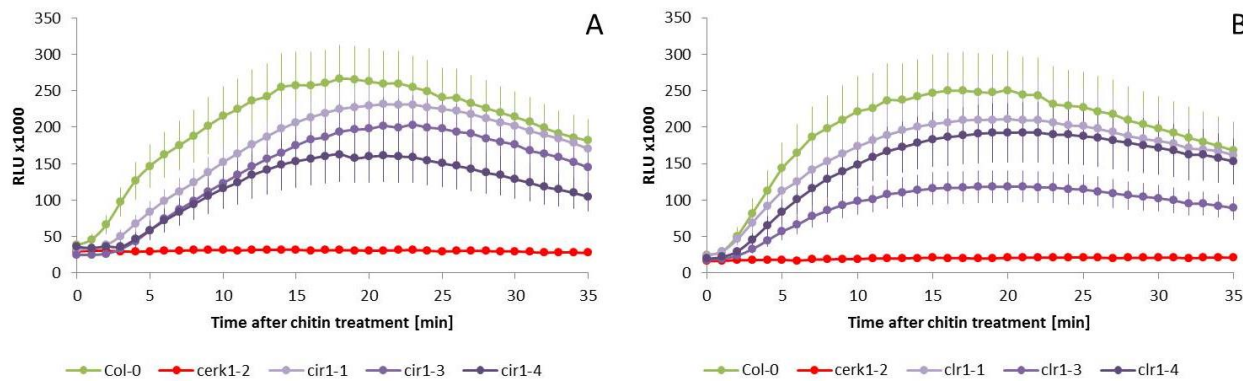 A
350
300
250
200
150
100
50
0
RLU x1000
0 5 10 15 20 25 30 35
Time after chitin treatment [min]
Col-0 cerk1-2 cir1-1 cir1-3 cir1-4
B
350
300
250
200
150
100
50
0
RLU x1000
0 5 10 15 20 25 30 35
Time after chitin treatment [min]
Col-0 cerk1-2 clr1-1 clr1-3 clr1-4